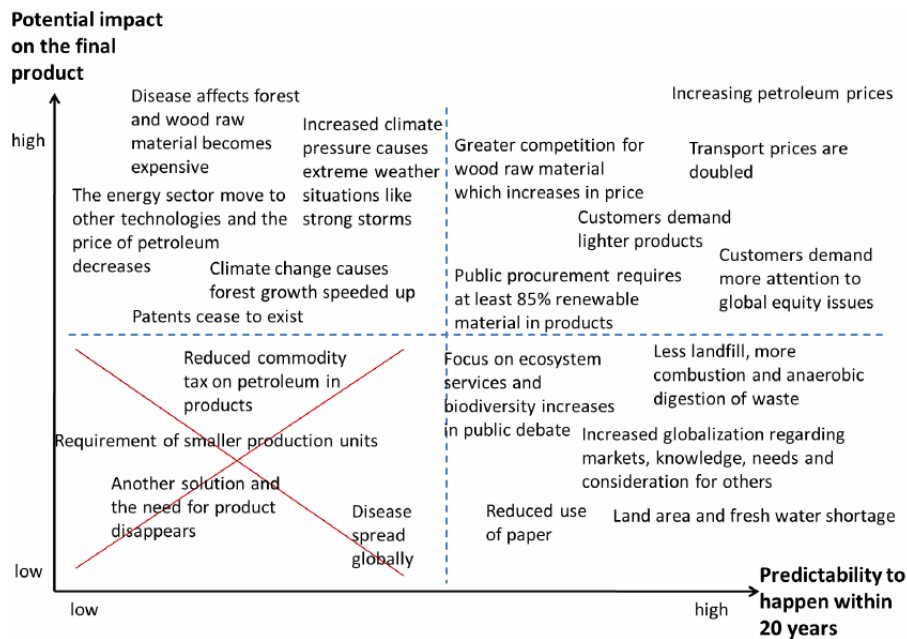 Potential impact
on the final
product
high
Disease affects forest
and wood raw
material becomes
expensive
Increased climate
pressure causes
extreme weather
situations like
strong storms
The energy sector move to
other technologies and the
price of petroleum
decreases
Climate change causes
forest growth speeded up
Patents cease to exist
Increasing petroleum prices
Greater competition for
wood raw material
which increases in price
Transport prices are
doubled
Customers demand
lighter products
Customers demand
more attention to
global equity issues
Public procurement requires
at least 85% renewable
material in products
Reduced commodity
tax on petroleum in
products
Requirement of smaller production units
Another solution and
the need for product
disappears
Disease
spread
globally
Focus on ecosystem
services and
biodiversity increases
in public debate
Less landfill, more
combustion and anaerobic
digestion of waste
Increased globalization regarding
markets, knowledge, needs and
consideration for others
Reduced use
of paper
Land area and fresh water shortage
low
low
high
Predictability to
happen within
20 years